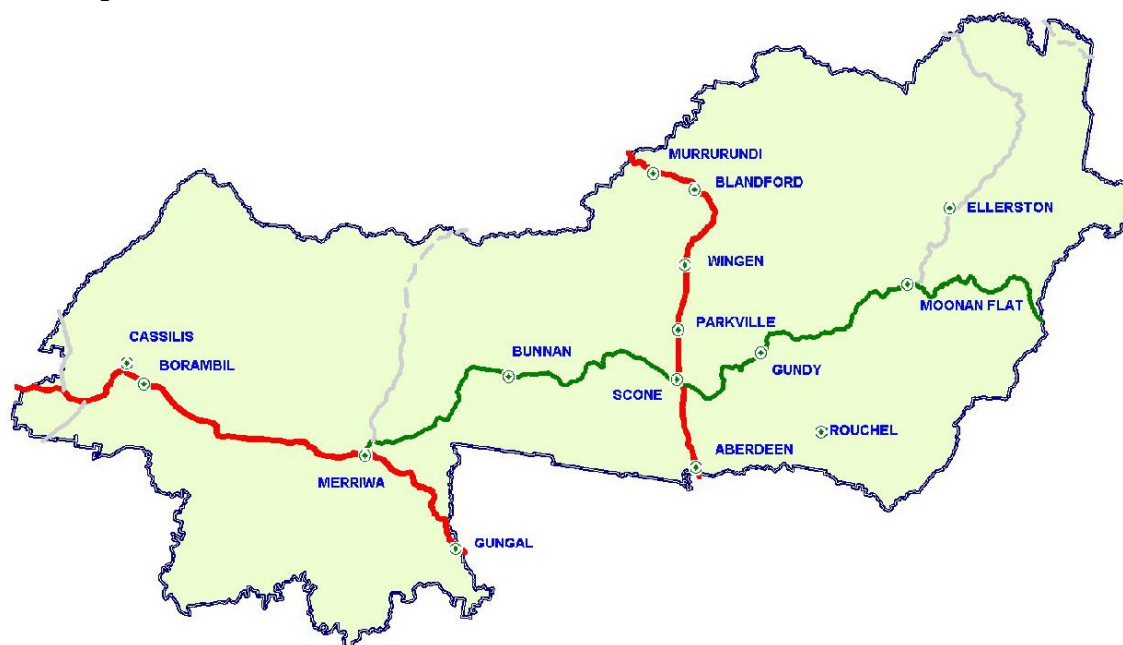 MURRURUNDI
BLANDFORD
ELLERSTON
WINGEN
MOONAN FLAT
PARKVILLE
CASSILIS
BORAMBIL
BUNNAN
GUNDY
SCONE
ROUCHEL
ABERDEEN
MERRIWA
GUNGAL